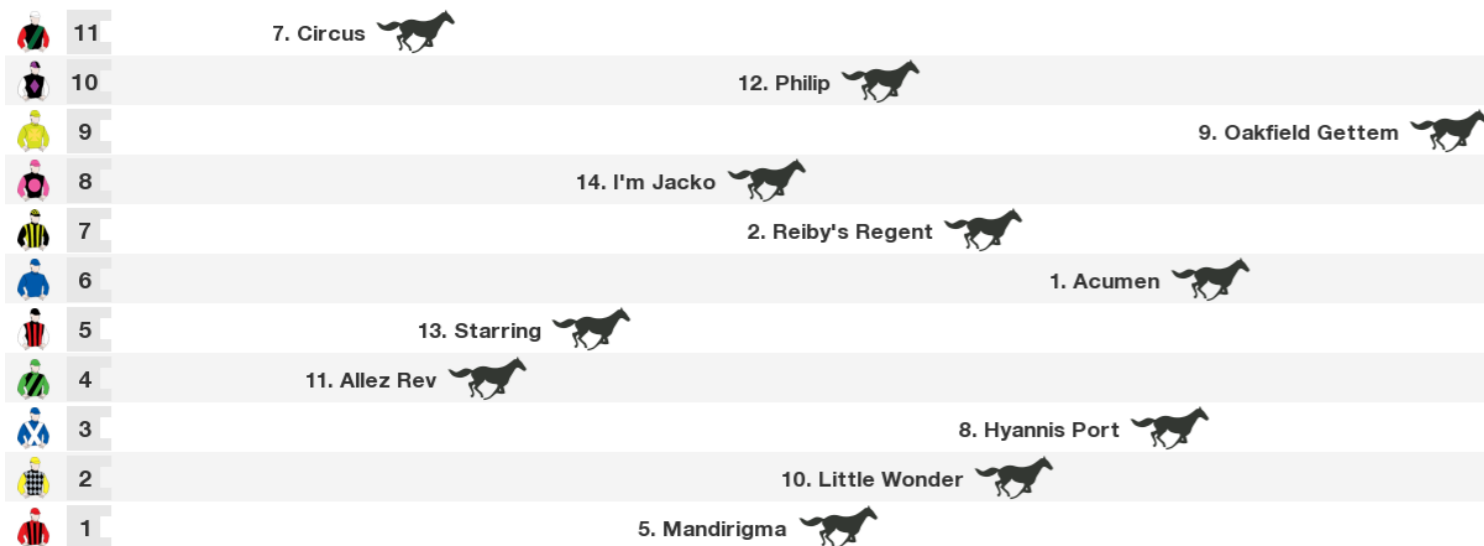 11 7. Circus
10 12. Philip
9 9. Oakfield Gettem
8 14. I'm Jacko
7 2. Reiby's Regent
6 1. Acumen
5 13. Starring
4 11. Allez Rev
3 8. Hyannis Port
2 10. Little Wonder
1 5. Mandirigma